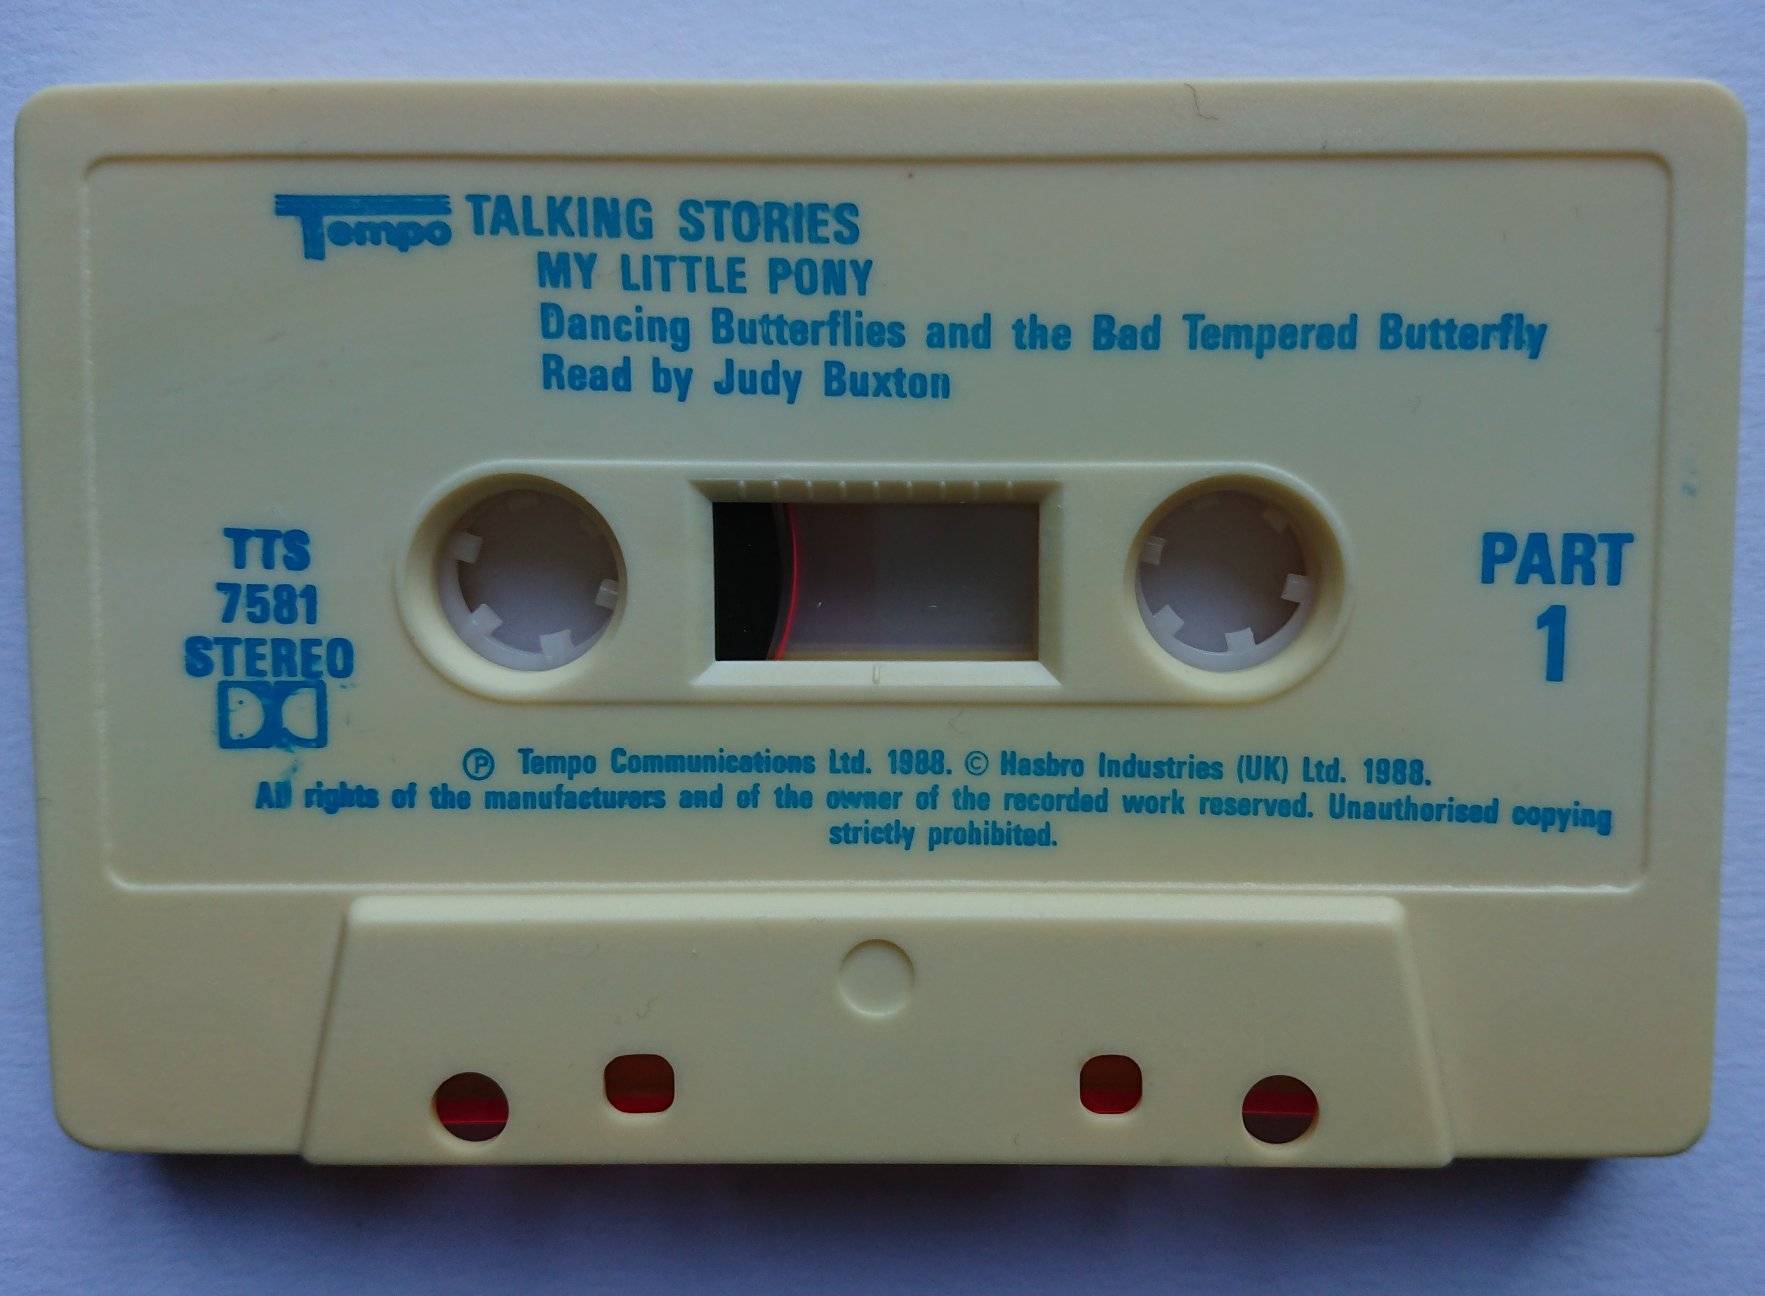 Tempo TALKING STORIES
MY LITTLE PONY
Dancing Butterflies and the Bad Tempered Butterfly
Read by Judy Buxton
TTS
7581
STEREO
PART
1
Ⓟ Tempo Communications Ltd. 1988. © Hasbro Industries (UK) Ltd. 1988.
All rights of the manufacturers and of the owner of the recorded work reserved. Unauthorised copying
strictly prohibited.